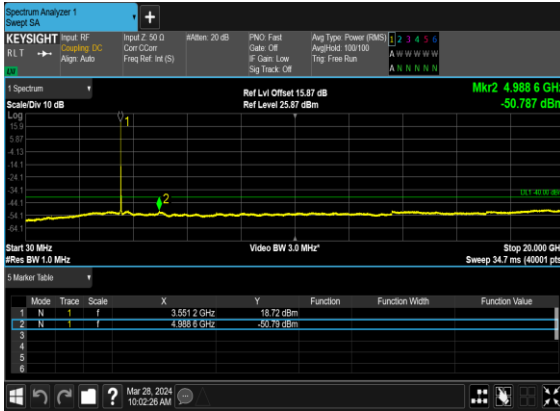 Spectrum Analyzer 1
Swept SA
+
KEYSIGHT Input: RF Input Z: 50 Ω #Atten: 20 dB PNO: Fast Avg Type: Power (RMS) 1 2 3 4 5 6
RLT Coupling: DC Corr CCorr Gate: Off Avg|Hold: 100/100 A W W W W W
Align: Auto Freq Ref: Int (S) IF Gain: Low Trig: Free Run
Sig Track: Off A N N N N N
1 Spectrum
Scale/Div 10 dB
Ref Lvl Offset 15.87 dB
Ref Level 25.87 dBm
Mkr2 4.988 6 GHz
-50.787 dBm
Log
15.9
5.87
-4.13
-14.1
-24.1
-34.1
-44.1
-54.1
-64.1
1
2
DL1 -40.00 dBm
Start 30 MHz Video BW 3.0 MHz* Stop 20.000 GHz
#Res BW 1.0 MHz Sweep 34.7 ms (40001 pts)
5 Marker Table
Mode Trace Scale X Y Function Function Width Function Value
1 N 1 f 3.551 2 GHz 18.72 dBm
2 N 1 f 4.988 6 GHz -50.79 dBm
3
4
5
6
?
Mar 28, 2024
10:02:26 AM